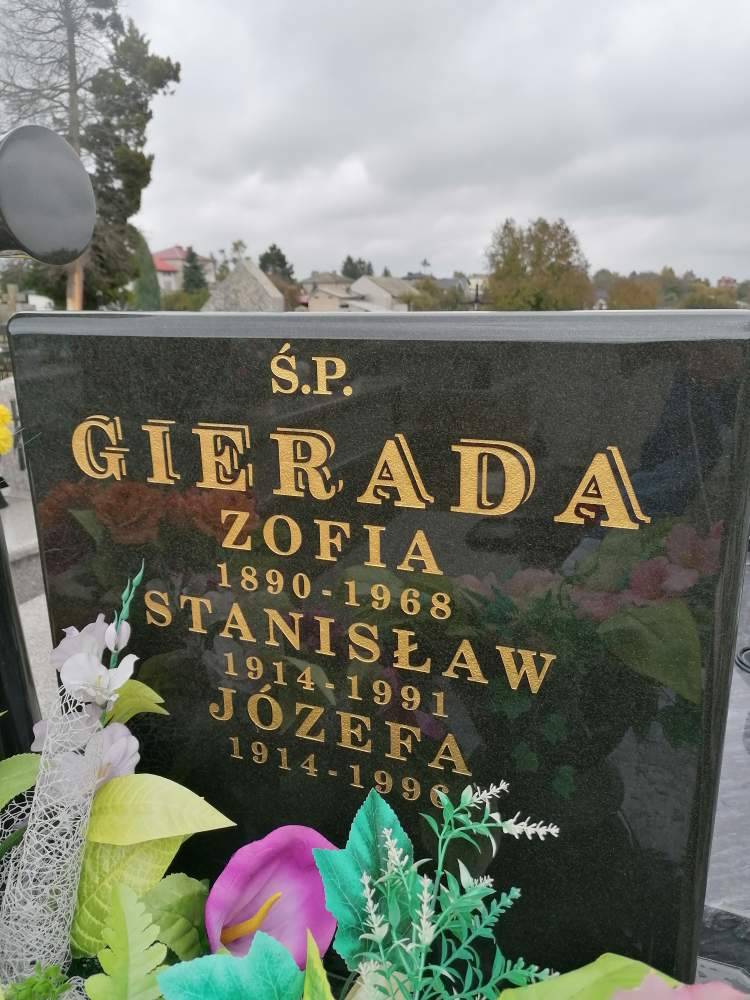 Ś.P.
GIERADA
ZOFIA
1890-1968
STANISŁAW
1914-1991
JÓZEFA
1914-1996